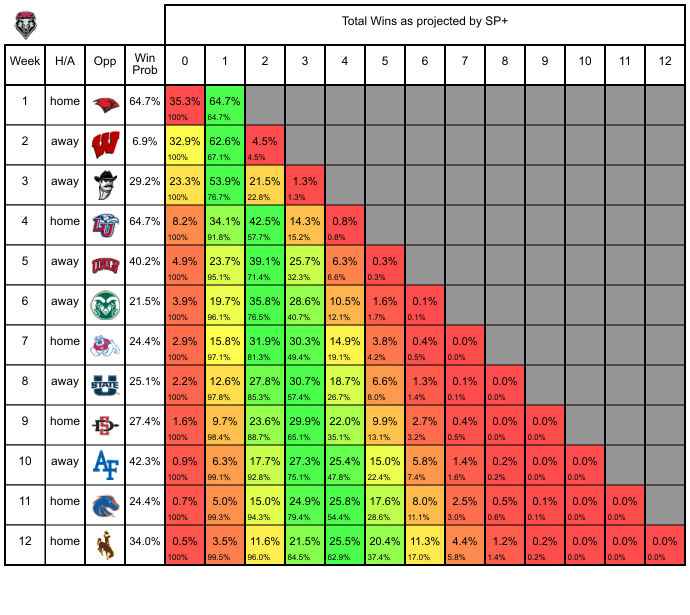 Total Wins as projected by SP+
Week H/A Opp Win Prob 0 1 2 3 4 5 6 7 8 9 10 11 12
1 home 64.7% 35.3% 64.7%
100% 64.7%
2 away W 6.9% 32.9% 62.6% 4.5%
100% 67.1% 4.5%
3 away 29.2% 23.3% 53.9% 21.5% 1.3%
100% 76.7% 22.8% 1.3%
4 home LU 64.7% 8.2% 34.1% 42.5% 14.3% 0.8%
100% 91.8% 57.7% 15.2% 0.8%
5 away UNLV 40.2% 4.9% 23.7% 39.1% 25.7% 6.3% 0.3%
100% 95.1% 71.4% 32.3% 6.6% 0.3%
6 away 21.5% 3.9% 19.7% 35.8% 28.6% 10.5% 1.6% 0.1%
100% 96.1% 76.5% 40.7% 12.1% 1.7% 0.1%
7 home 24.4% 2.9% 15.8% 31.9% 30.3% 14.9% 3.8% 0.4% 0.0%
100% 97.1% 81.3% 49.4% 19.1% 4.2% 0.5% 0.0%
8 away U STATE 25.1% 2.2% 12.6% 27.8% 30.7% 18.7% 6.6% 1.3% 0.1% 0.0%
100% 97.8% 85.3% 57.4% 26.7% 8.0% 1.4% 0.1% 0.0%
9 home SD 27.4% 1.6% 9.7% 23.6% 29.9% 22.0% 9.9% 2.7% 0.4% 0.0% 0.0%
100% 98.4% 88.7% 65.1% 35.1% 13.1% 3.2% 0.5% 0.0% 0.0%
10 away AF 42.3% 0.9% 6.3% 17.7% 27.3% 25.4% 15.0% 5.8% 1.4% 0.2% 0.0% 0.0%
100% 99.1% 92.8% 75.1% 47.8% 22.4% 7.4% 1.6% 0.2% 0.0% 0.0%
11 home 24.4% 0.7% 5.0% 15.0% 24.9% 25.8% 17.6% 8.0% 2.5% 0.5% 0.1% 0.0% 0.0%
100% 99.3% 94.3% 79.4% 54.4% 28.6% 11.1% 3.0% 0.6% 0.1% 0.0% 0.0%
12 home 34.0% 0.5% 3.5% 11.6% 21.5% 25.5% 20.4% 11.3% 4.4% 1.2% 0.2% 0.0% 0.0% 0.0%
100% 99.5% 96.0% 84.5% 62.9% 37.4% 17.0% 5.8% 1.4% 0.2% 0.0% 0.0% 0.0%